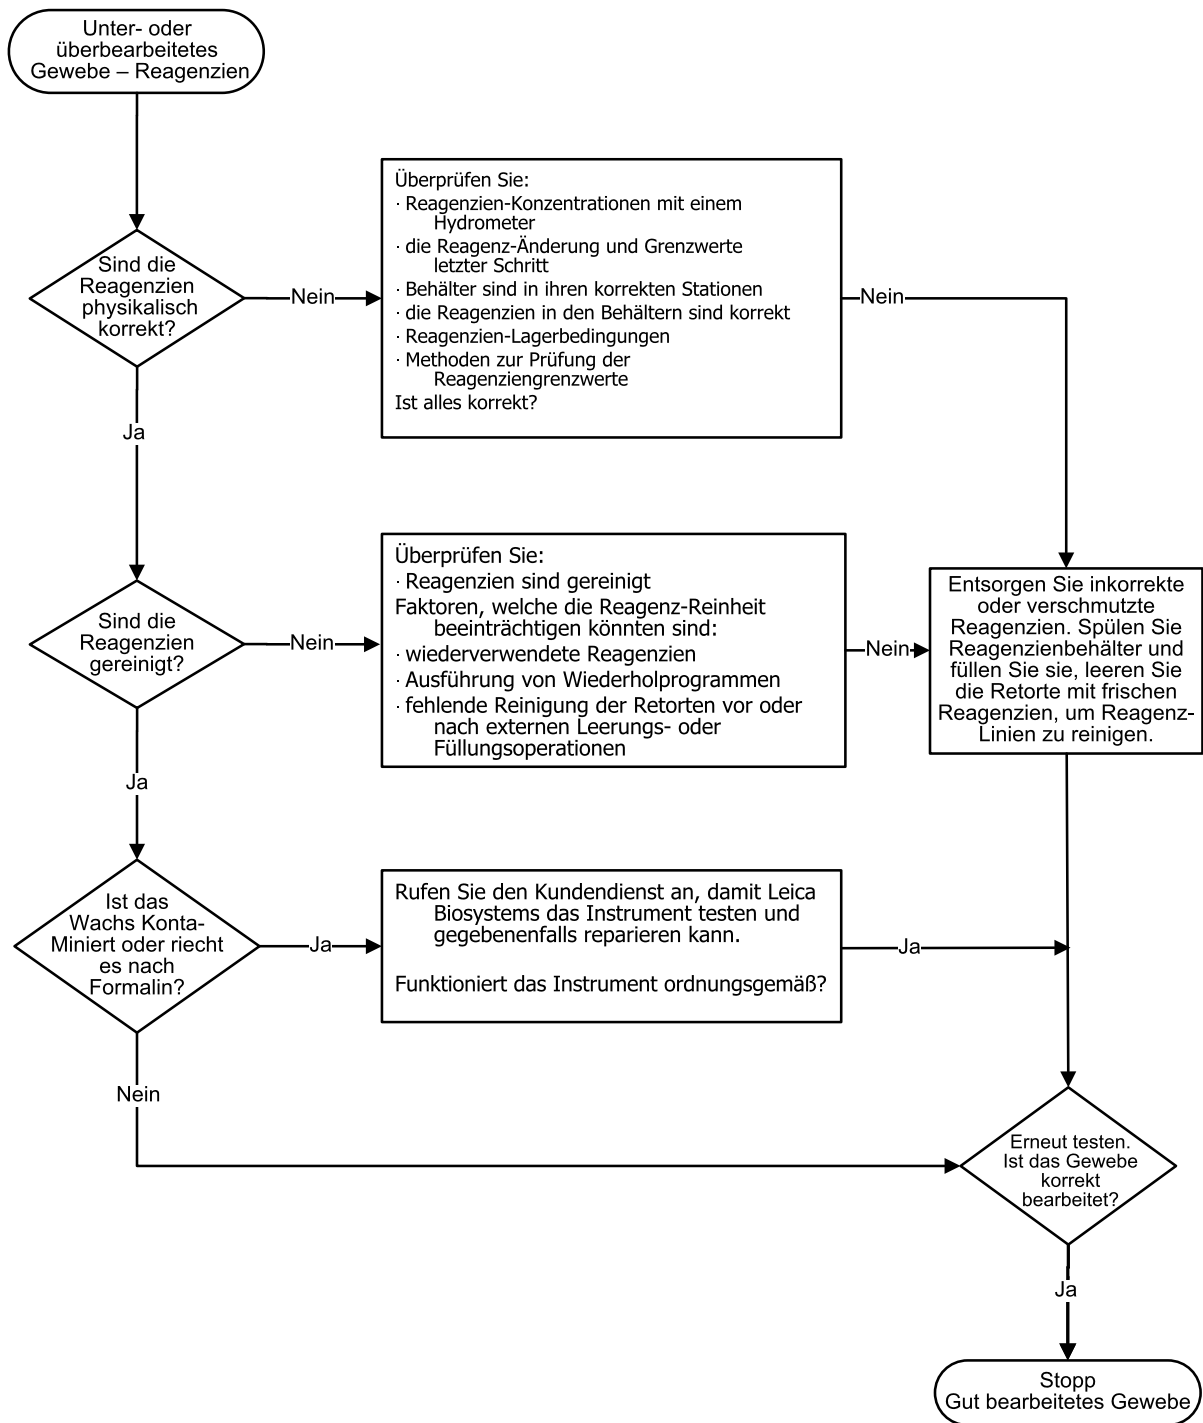 Unter- oder
überbearbeitetes
Gewebe – Reagenzien
Sind die
Reagenzien
physikalisch
korrekt?
Nein
Überprüfen Sie:
· Reagenzien-Konzentrationen mit einem
Hydrometer
· die Reagenz-Änderung und Grenzwerte
letzter Schritt
· Behälter sind in ihren korrekten Stationen
· die Reagenzien in den Behältern sind korrekt
· Reagenzien-Lagerbedingungen
· Methoden zur Prüfung der
Reagenziengrenzwerte
Ist alles korrekt?
Nein
Ja
Sind die
Reagenzien
gereinigt?
Nein
Überprüfen Sie:
· Reagenzien sind gereinigt
Faktoren, welche die Reagenz-Reinheit
beeinträchtigen könnten sind:
· wiederverwendete Reagenzien
· Ausführung von Wiederholprogrammen
· fehlende Reinigung der Retorten vor oder
nach externen Leerungs- oder
Füllungsoperationen
Nein
Entsorgen Sie inkorrekte
oder verschmutzte
Reagenzien. Spülen Sie
Reagenzienbehälter und
füllen Sie sie, leeren Sie
die Retorte mit frischen
Reagenzien, um Reagenz-
Linien zu reinigen.
Ja
Ist das
Wachs Konta-
Miniert oder riecht
es nach
Formalin?
Ja
Rufen Sie den Kundendienst an, damit Leica
Biosystems das Instrument testen und
gegebenenfalls reparieren kann.
Funktioniert das Instrument ordnungsgemäß?
Ja
Nein
Erneut testen.
Ist das Gewebe
korrekt
bearbeitet?
Ja
Stopp
Gut bearbeitetes Gewebe